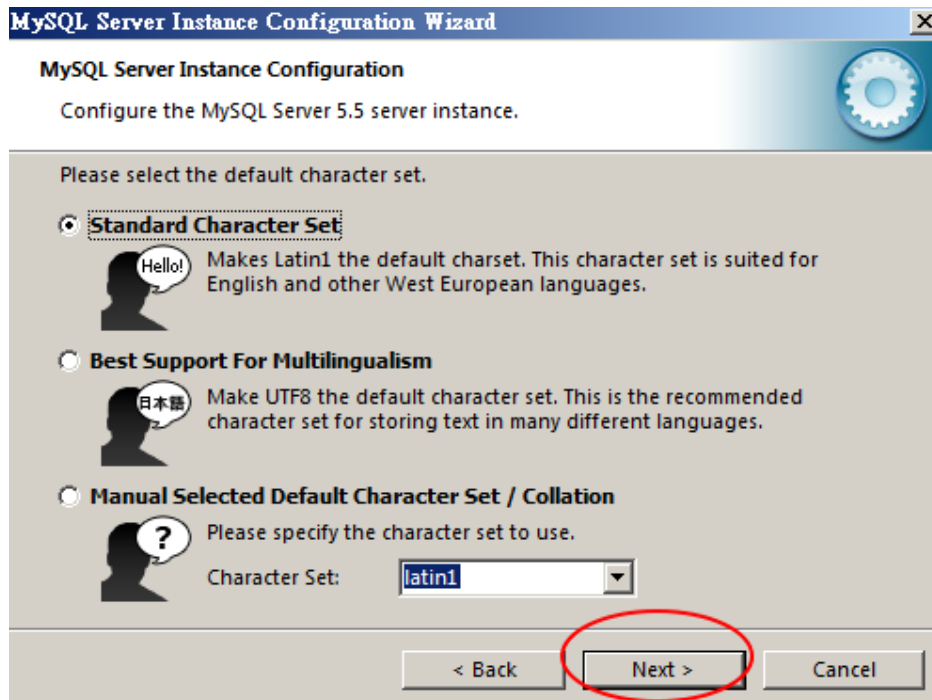 MySQL Server Instance Configuration Wizard
MySQL Server Instance Configuration
Configure the MySQL Server 5.5 server instance.
Please select the default character set.
Standard Character Set
Hello!
Makes Latin1 the default charset. This character set is suited for
English and other West European languages.
Best Support For Multilingualism
日本語
Make UTF8 the default character set. This is the recommended
character set for storing text in many different languages.
Manual Selected Default Character Set / Collation
?
Please specify the character set to use.
Character Set: latin1
< Back Next > Cancel